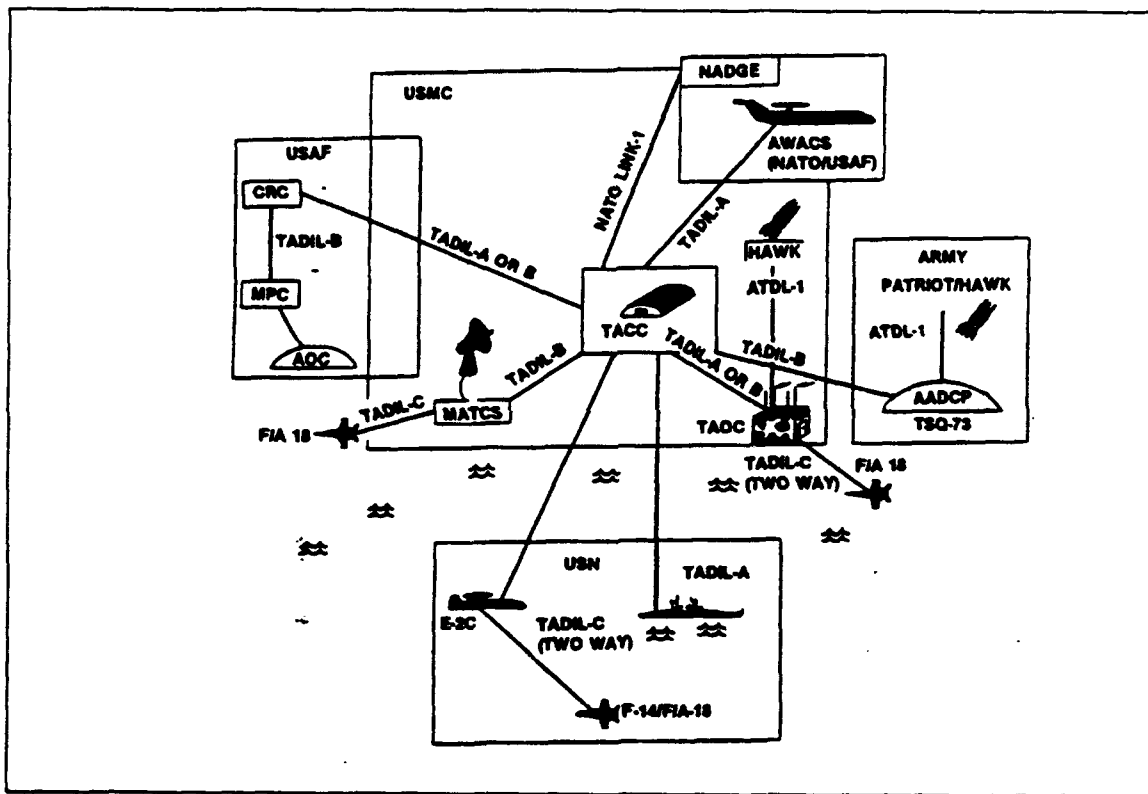 NADGE
USMC
AWACS
(NATO/USAF)
USAF
CRC
TADIL-B
MPC
AOC
NATO LINK-1
TADIL-A
TADIL-A OR B
HAWK
ATDL-1
ARMY
PATRIOT/HAWK
ATDL-1
AADCP
TSQ-73
TACC
TADIL-B
TADIL-A OR B
TADIL-B
MATCS
TADIL-C
F/A 18
TAOC
TADIL-C
(TWO WAY)
F/A 18
USN
TADIL-A
E-2C
TADIL-C
(TWO WAY)
F-14/F/A-18